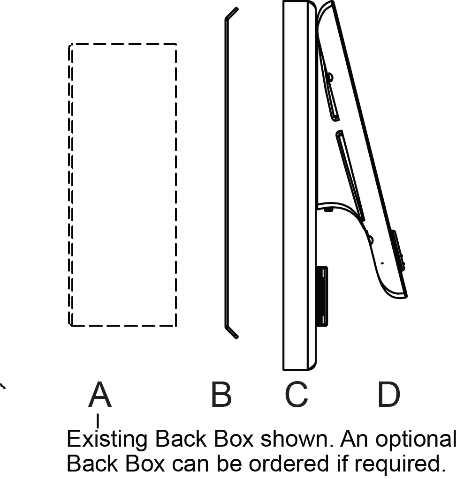 A B C D
Existing Back Box shown. An optional
Back Box can be ordered if required.